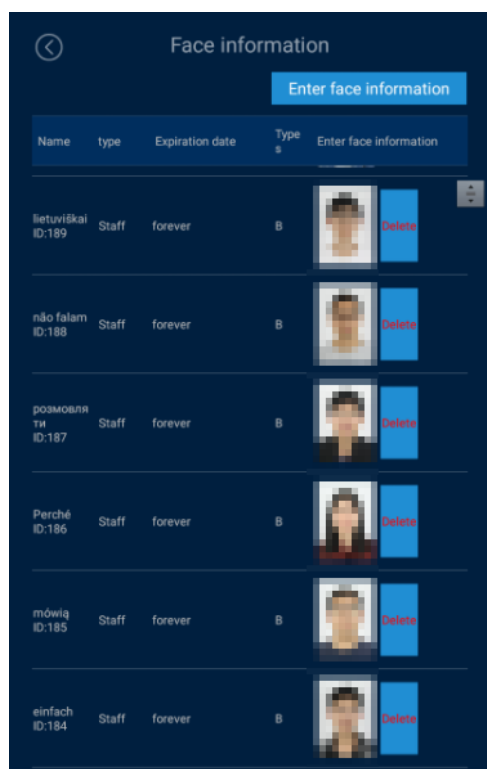 Face information
Enter face information
Name type Expiration date Type
s Enter face information
lietuviškai
ID:189 Staff forever B Delete
não falam
ID:188 Staff forever B Delete
розмовля
ти
ID:187 Staff forever B Delete
Perché
ID:186 Staff forever B Delete
mówią
ID:185 Staff forever B Delete
einfach
ID:184 Staff forever B Delete